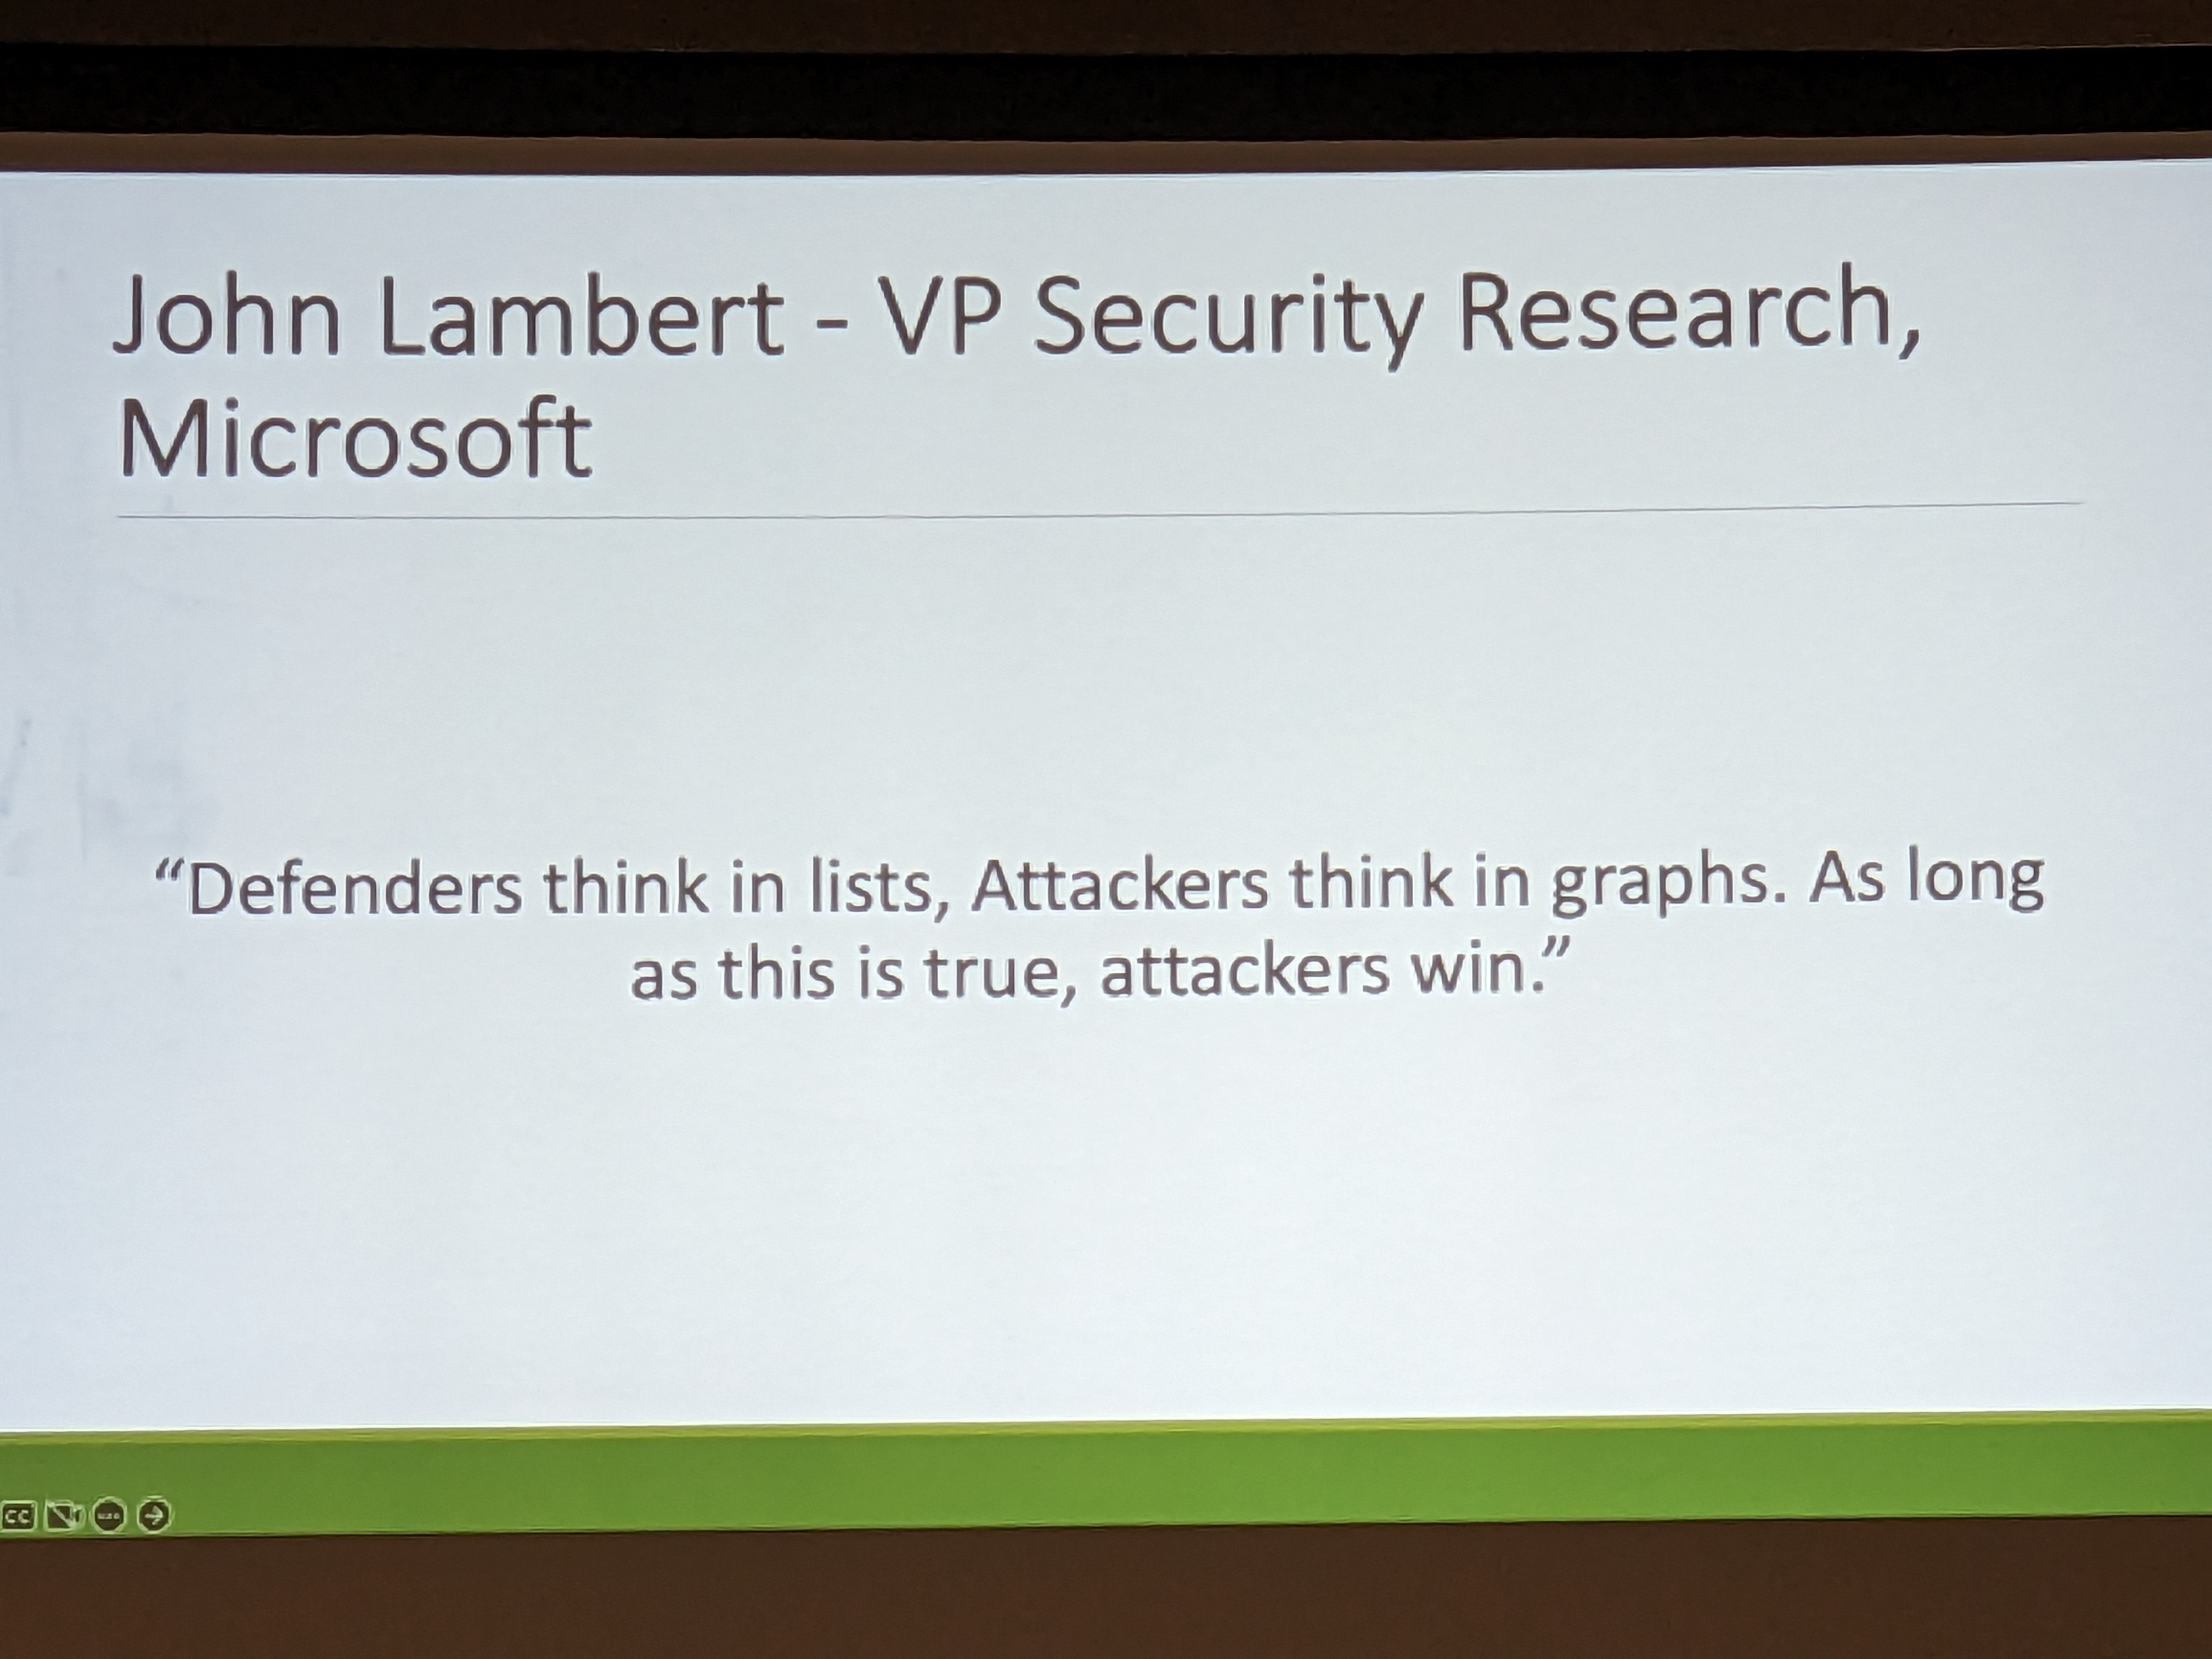 John Lambert - VP Security Research,
Microsoft
“Defenders think in lists, Attackers think in graphs. As long
as this is true, attackers win.”
CC